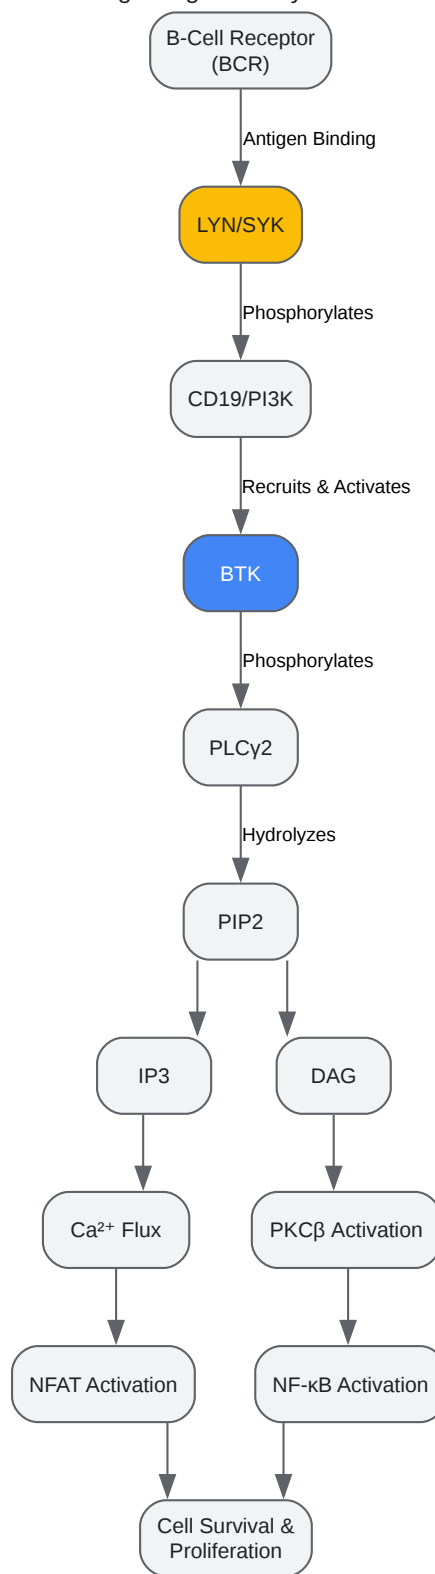 B-Cell Receptor
(BCR)
Antigen Binding
LYN/SYK
Phosphorylates
CD19/PI3K
Recruits & Activates
BTK
Phosphorylates
PLCγ2
Hydrolyzes
PIP2
IP3
DAG
Ca²⁺ Flux
PKCβ Activation
NFAT Activation
NF-κB Activation
Cell Survival &
Proliferation